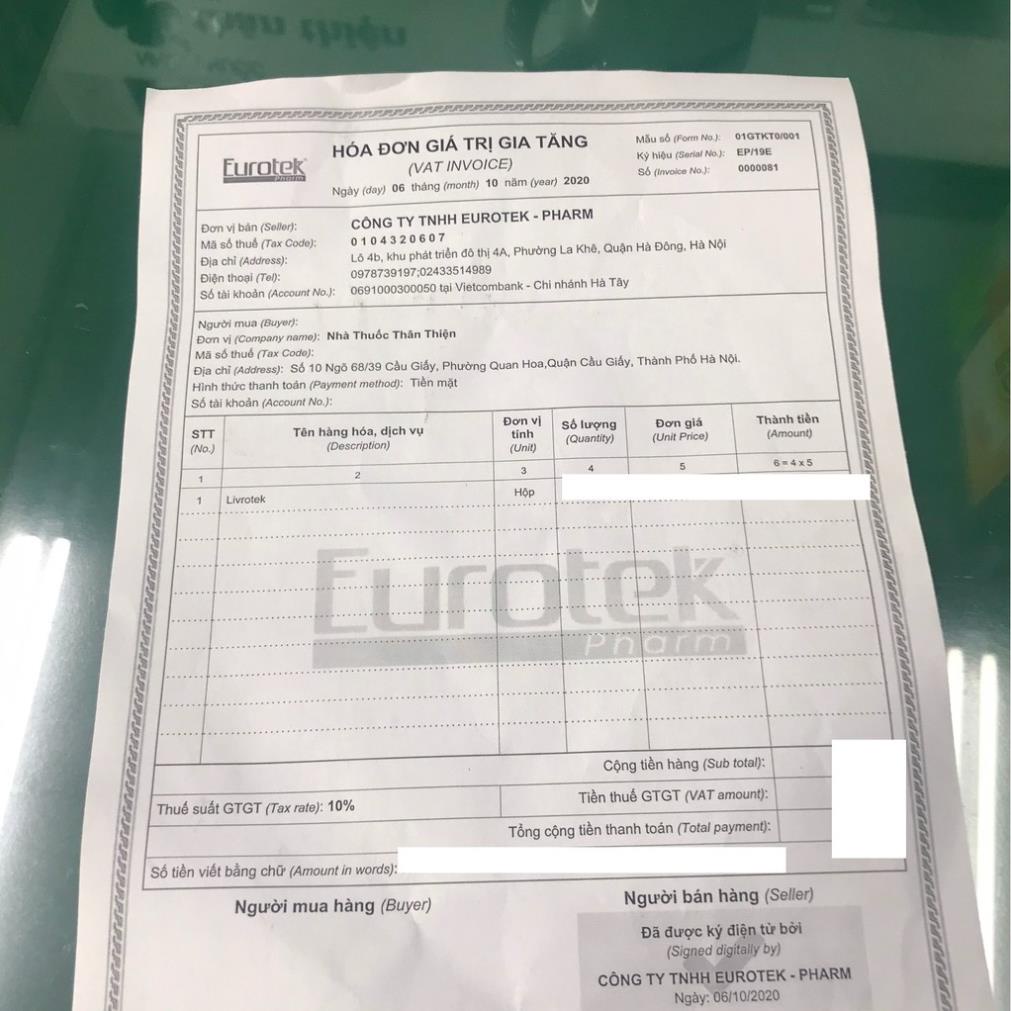 thân thiện
Eurotek
Pharm
HÓA ĐƠN GIÁ TRỊ GIA TĂNG
(VAT INVOICE)
Ngày (day) 06 tháng (month) 10 năm (year) 2020
Mẫu số (Form No.): 01GTKT0/001
Ký hiệu (Serial No.): EP/19E
Số (Invoice No.): 0000081
Đơn vị bán (Seller): CÔNG TY TNHH EUROTEK - PHARM
Mã số thuế (Tax Code): 0104320607
Địa chỉ (Address): Lô 4b, khu phát triển đô thị 4A, Phường La Khê, Quận Hà Đông, Hà Nội
Điện thoại (Tel): 0978739197;02433514989
Số tài khoản (Account No.): 0691000300050 tại Vietcombank - Chi nhánh Hà Tây
Người mua (Buyer):
Đơn vị (Company name): Nhà Thuốc Thân Thiện
Mã số thuế (Tax Code):
Địa chỉ (Address): Số 10 Ngõ 68/39 Cầu Giấy, Phường Quan Hoa,Quận Cầu Giấy, Thành Phố Hà Nội.
Hình thức thanh toán (Payment method): Tiền mặt
Số tài khoản (Account No.):
STT (No.) Tên hàng hóa, dịch vụ (Description) Đơn vị tính (Unit) Số lượng (Quantity) Đơn giá (Unit Price) Thành tiền (Amount)
1 2 3 4 5 6 = 4 x 5
1 Livrotek Hộp
Eurotek
Pharm
Cộng tiền hàng (Sub total):
Thuế suất GTGT (Tax rate): 10% Tiền thuế GTGT (VAT amount):
Tổng cộng tiền thanh toán (Total payment):
Số tiền viết bằng chữ (Amount in words):
Người mua hàng (Buyer) Người bán hàng (Seller)
Đã được ký điện tử bởi
(Signed digitally by)
CÔNG TY TNHH EUROTEK - PHARM
Ngày: 06/10/2020